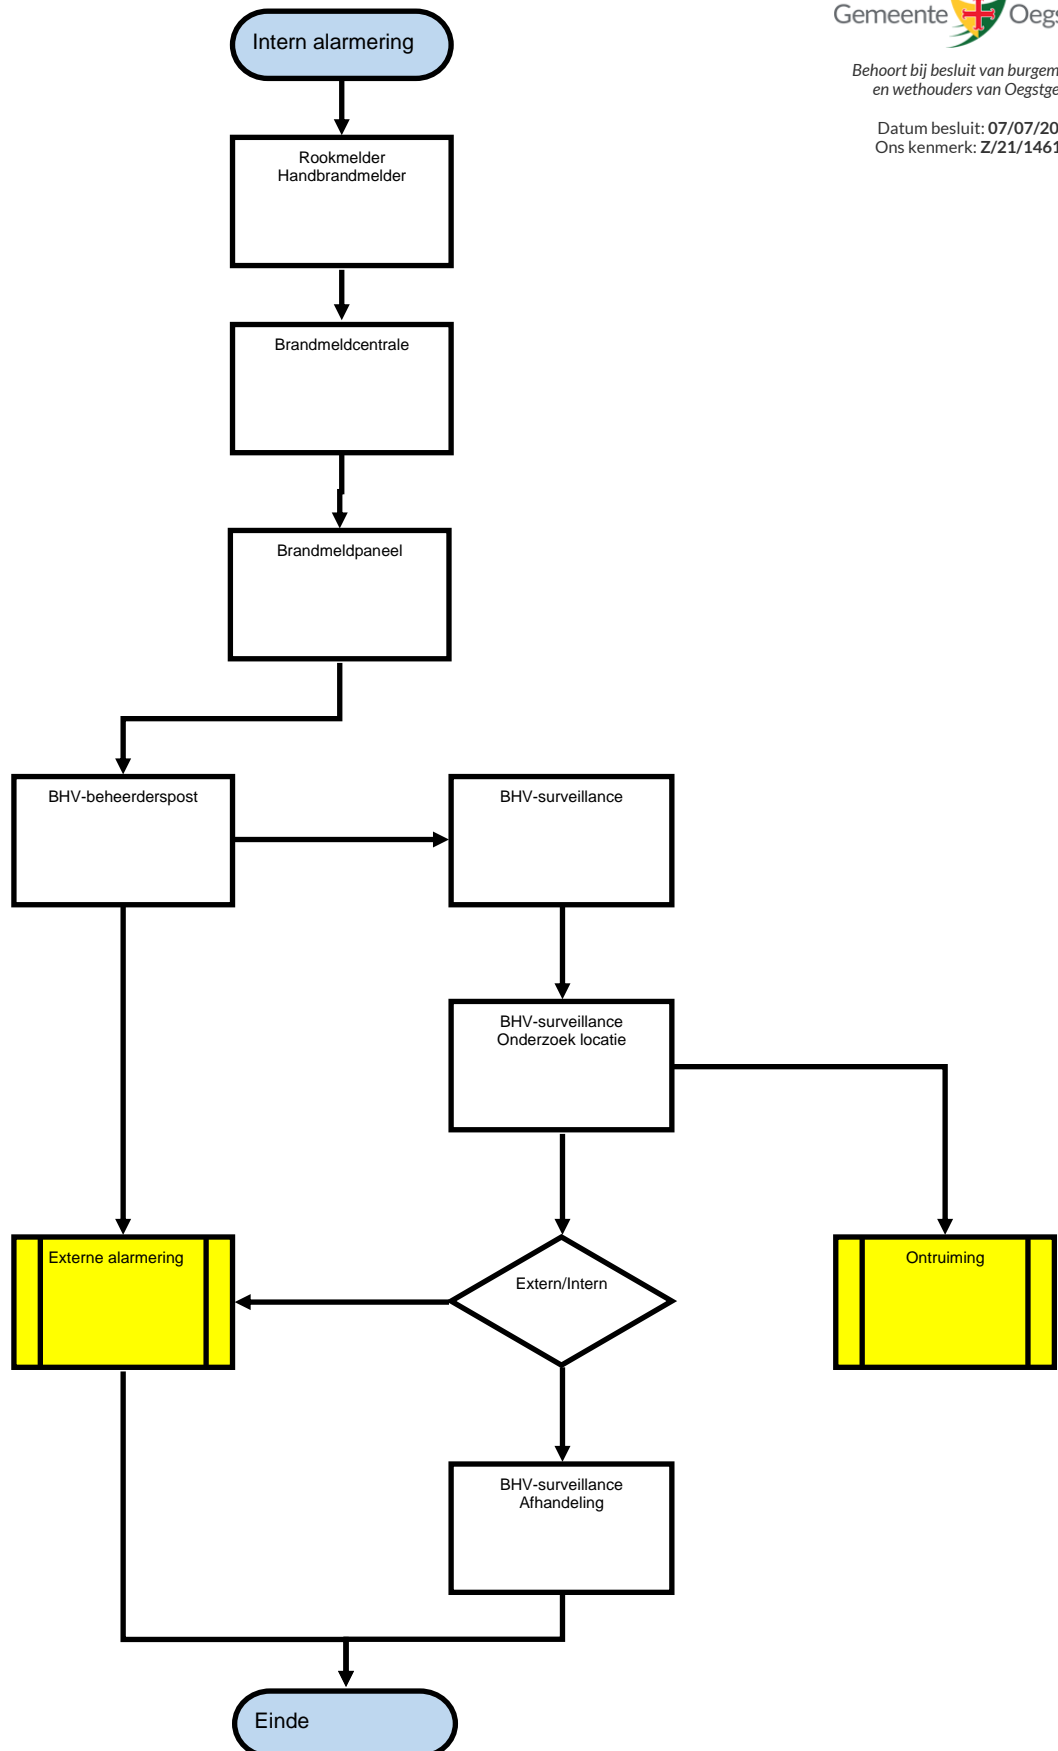 Intern alarmering
Gemeente Oegs
Behoort bij besluit van burgem
en wethouders van Oegstge
Datum besluit: 07/07/20
Ons kenmerk: Z/21/1461
Rookmelder
Handbrandmelder
Brandmeldcentrale
Brandmeldpaneel
BHV-beheerderspost
BHV-surveillance
BHV-surveillance
Onderzoek locatie
Externe alarmering
Extern/Intern
Ontruiming
BHV-surveillance
Afhandeling
Einde